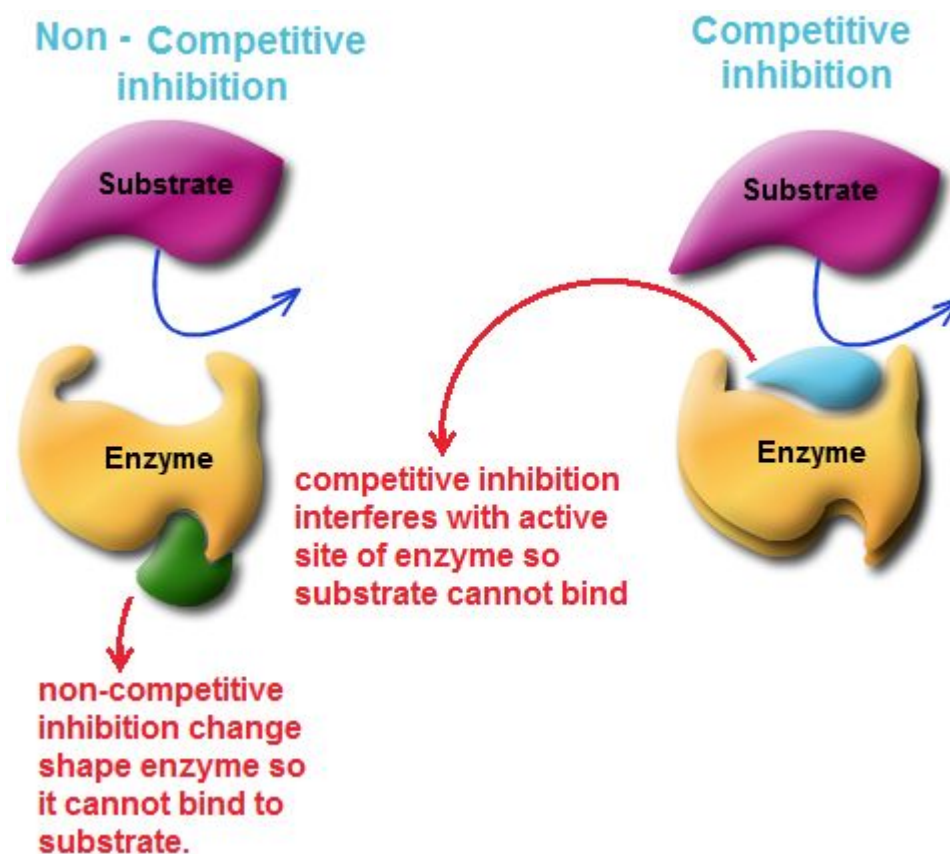 Non - Competitive
inhibition
Substrate
Enzyme
non-competitive
inhibition change
shape enzyme so
it cannot bind to
substrate.
competitive inhibition
interferes with active
site of enzyme so
substrate cannot bind
Competitive
inhibition
Substrate
Enzyme